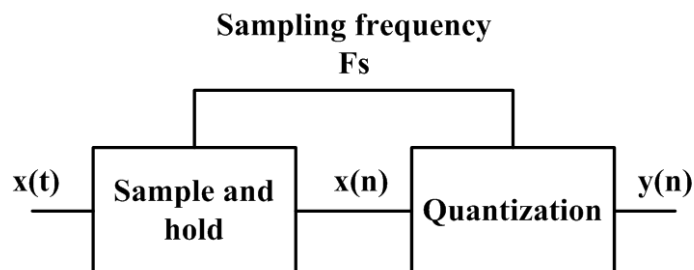 Sampling frequency
Fs
x(t)
Sample and
hold
x(n)
Quantization
y(n)